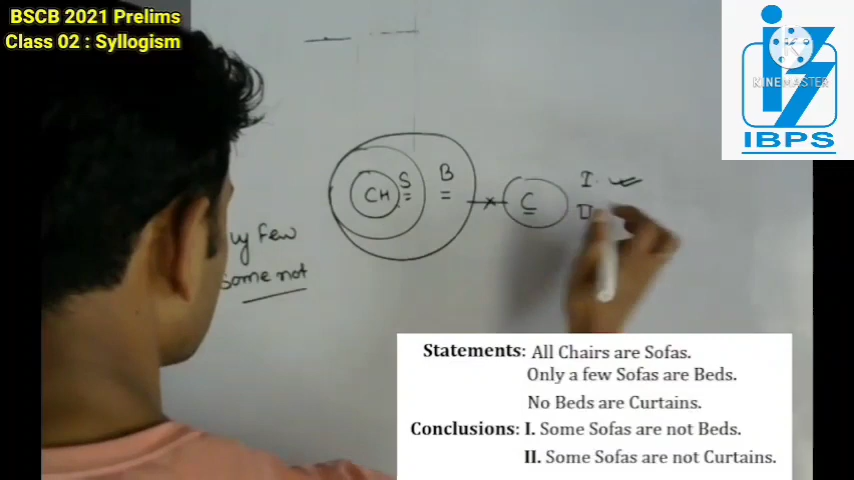 BSCB 2021 Prelims
Class 02 : Syllogism
KINEMASTER
IBPS
CH S B C
I.
II
few
some not
Statements: All Chairs are Sofas.
Only a few Sofas are Beds.
No Beds are Curtains.
Conclusions: I. Some Sofas are not Beds.
II. Some Sofas are not Curtains.